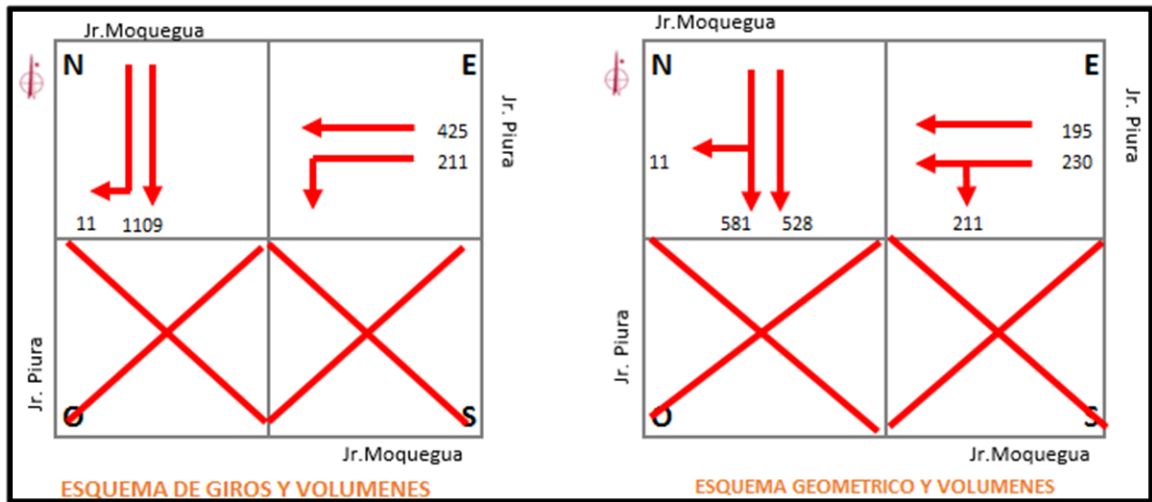 Jr.Moquegua
N
E
Jr. Piura
425
211
11 1109
Jr. Piura
O
S
Jr.Moquegua
ESQUEMA DE GIROS Y VOLUMENES
Jr.Moquegua
N
E
Jr. Piura
195
230
11
581 528
211
Jr. Piura
O
S
Jr.Moquegua
ESQUEMA GEOMETRICO Y VOLUMENES